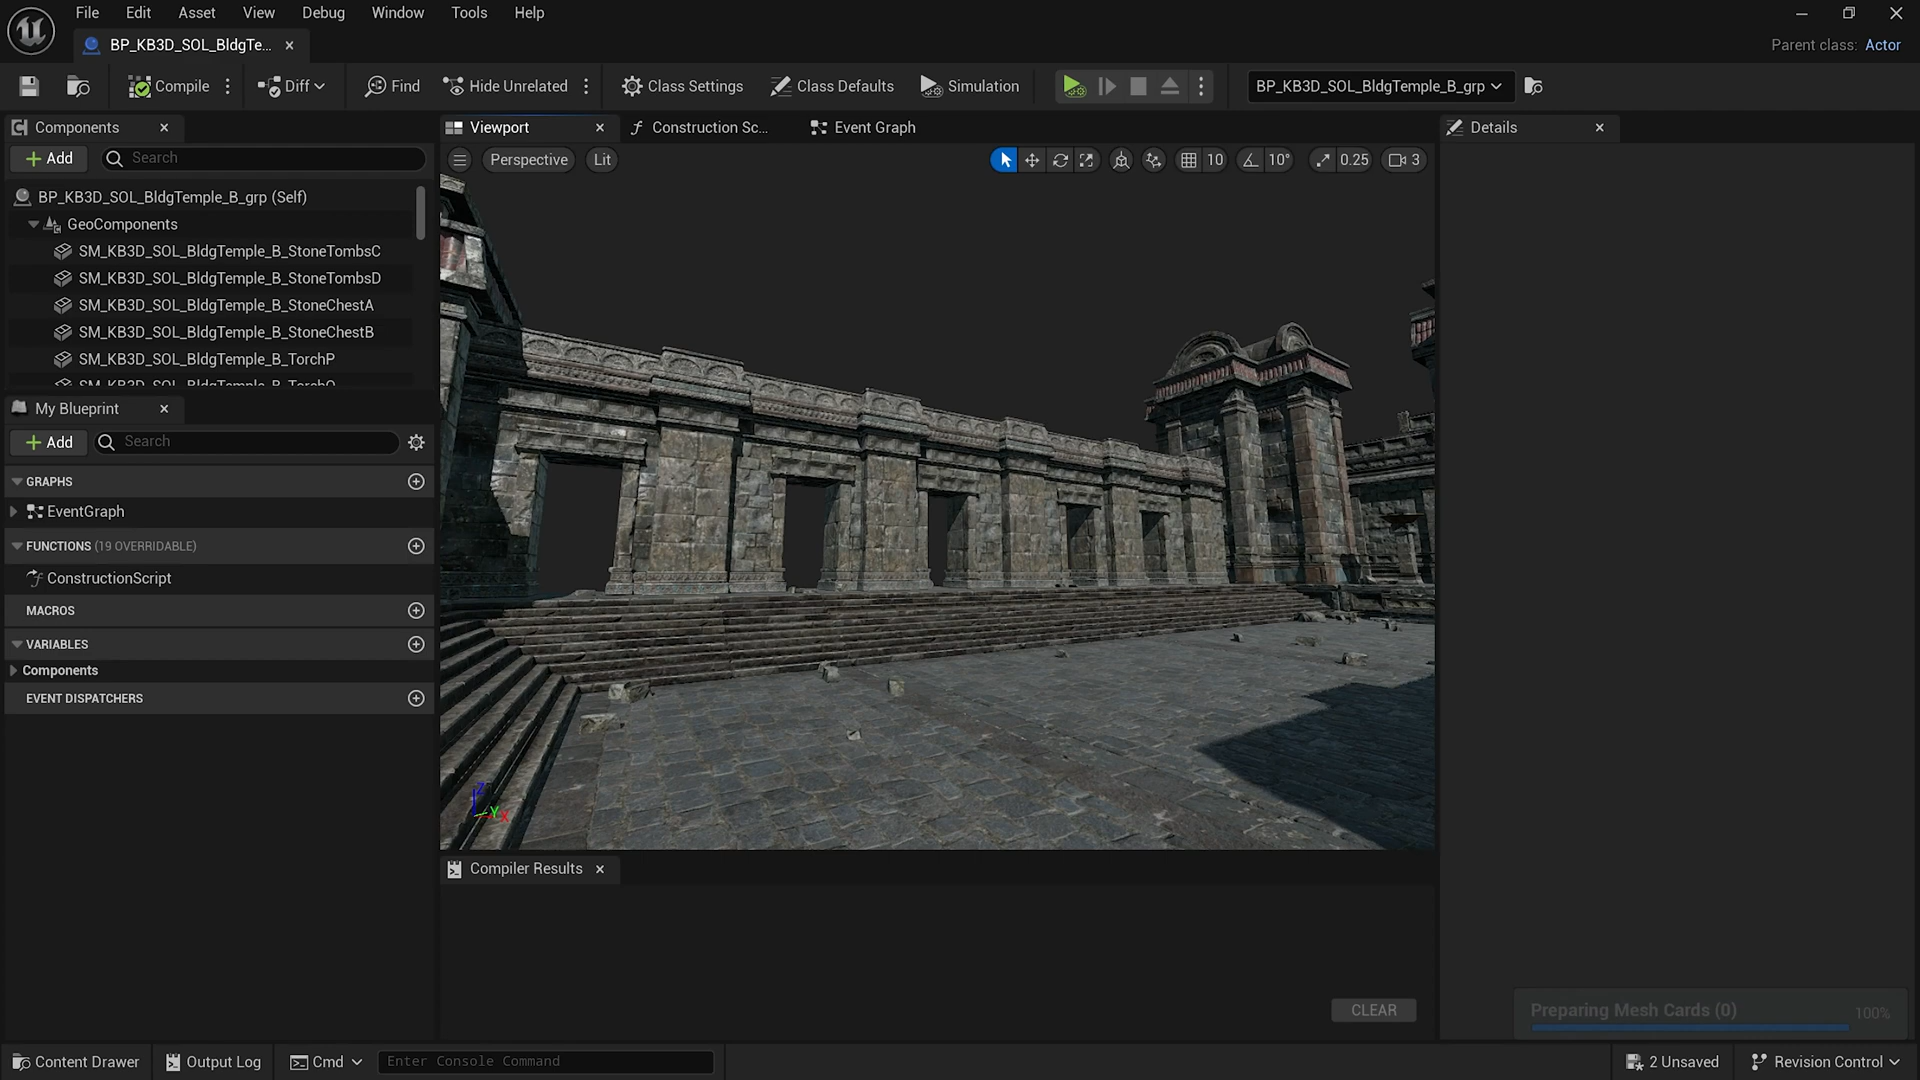 File Edit Asset View Debug Window Tools Help
BP_KB3D_SOL_BldgTe...
Parent class: Actor
Compile Diff Find Hide Unrelated Class Settings Class Defaults Simulation BP_KB3D_SOL_BldgTemple_B_grp
Components
Add Search
BP_KB3D_SOL_BldgTemple_B_grp (Self)
GeoComponents
SM_KB3D_SOL_BldgTemple_B_StoneTombsC
SM_KB3D_SOL_BldgTemple_B_StoneTombsD
SM_KB3D_SOL_BldgTemple_B_StoneChestA
SM_KB3D_SOL_BldgTemple_B_StoneChestB
SM_KB3D_SOL_BldgTemple_B_TorchP
My Blueprint
Add Search
GRAPHS
EventGraph
FUNCTIONS (19 OVERRIDABLE)
ConstructionScript
MACROS
VARIABLES
Components
EVENT DISPATCHERS
Viewport Construction Sc... Event Graph
Perspective Lit 10 10° 0.25 3
Z
Y X
Compiler Results
CLEAR
Details
Preparing Mesh Cards (0) 100%
Content Drawer Output Log Cmd Enter Console Command 2 Unsaved Revision Control